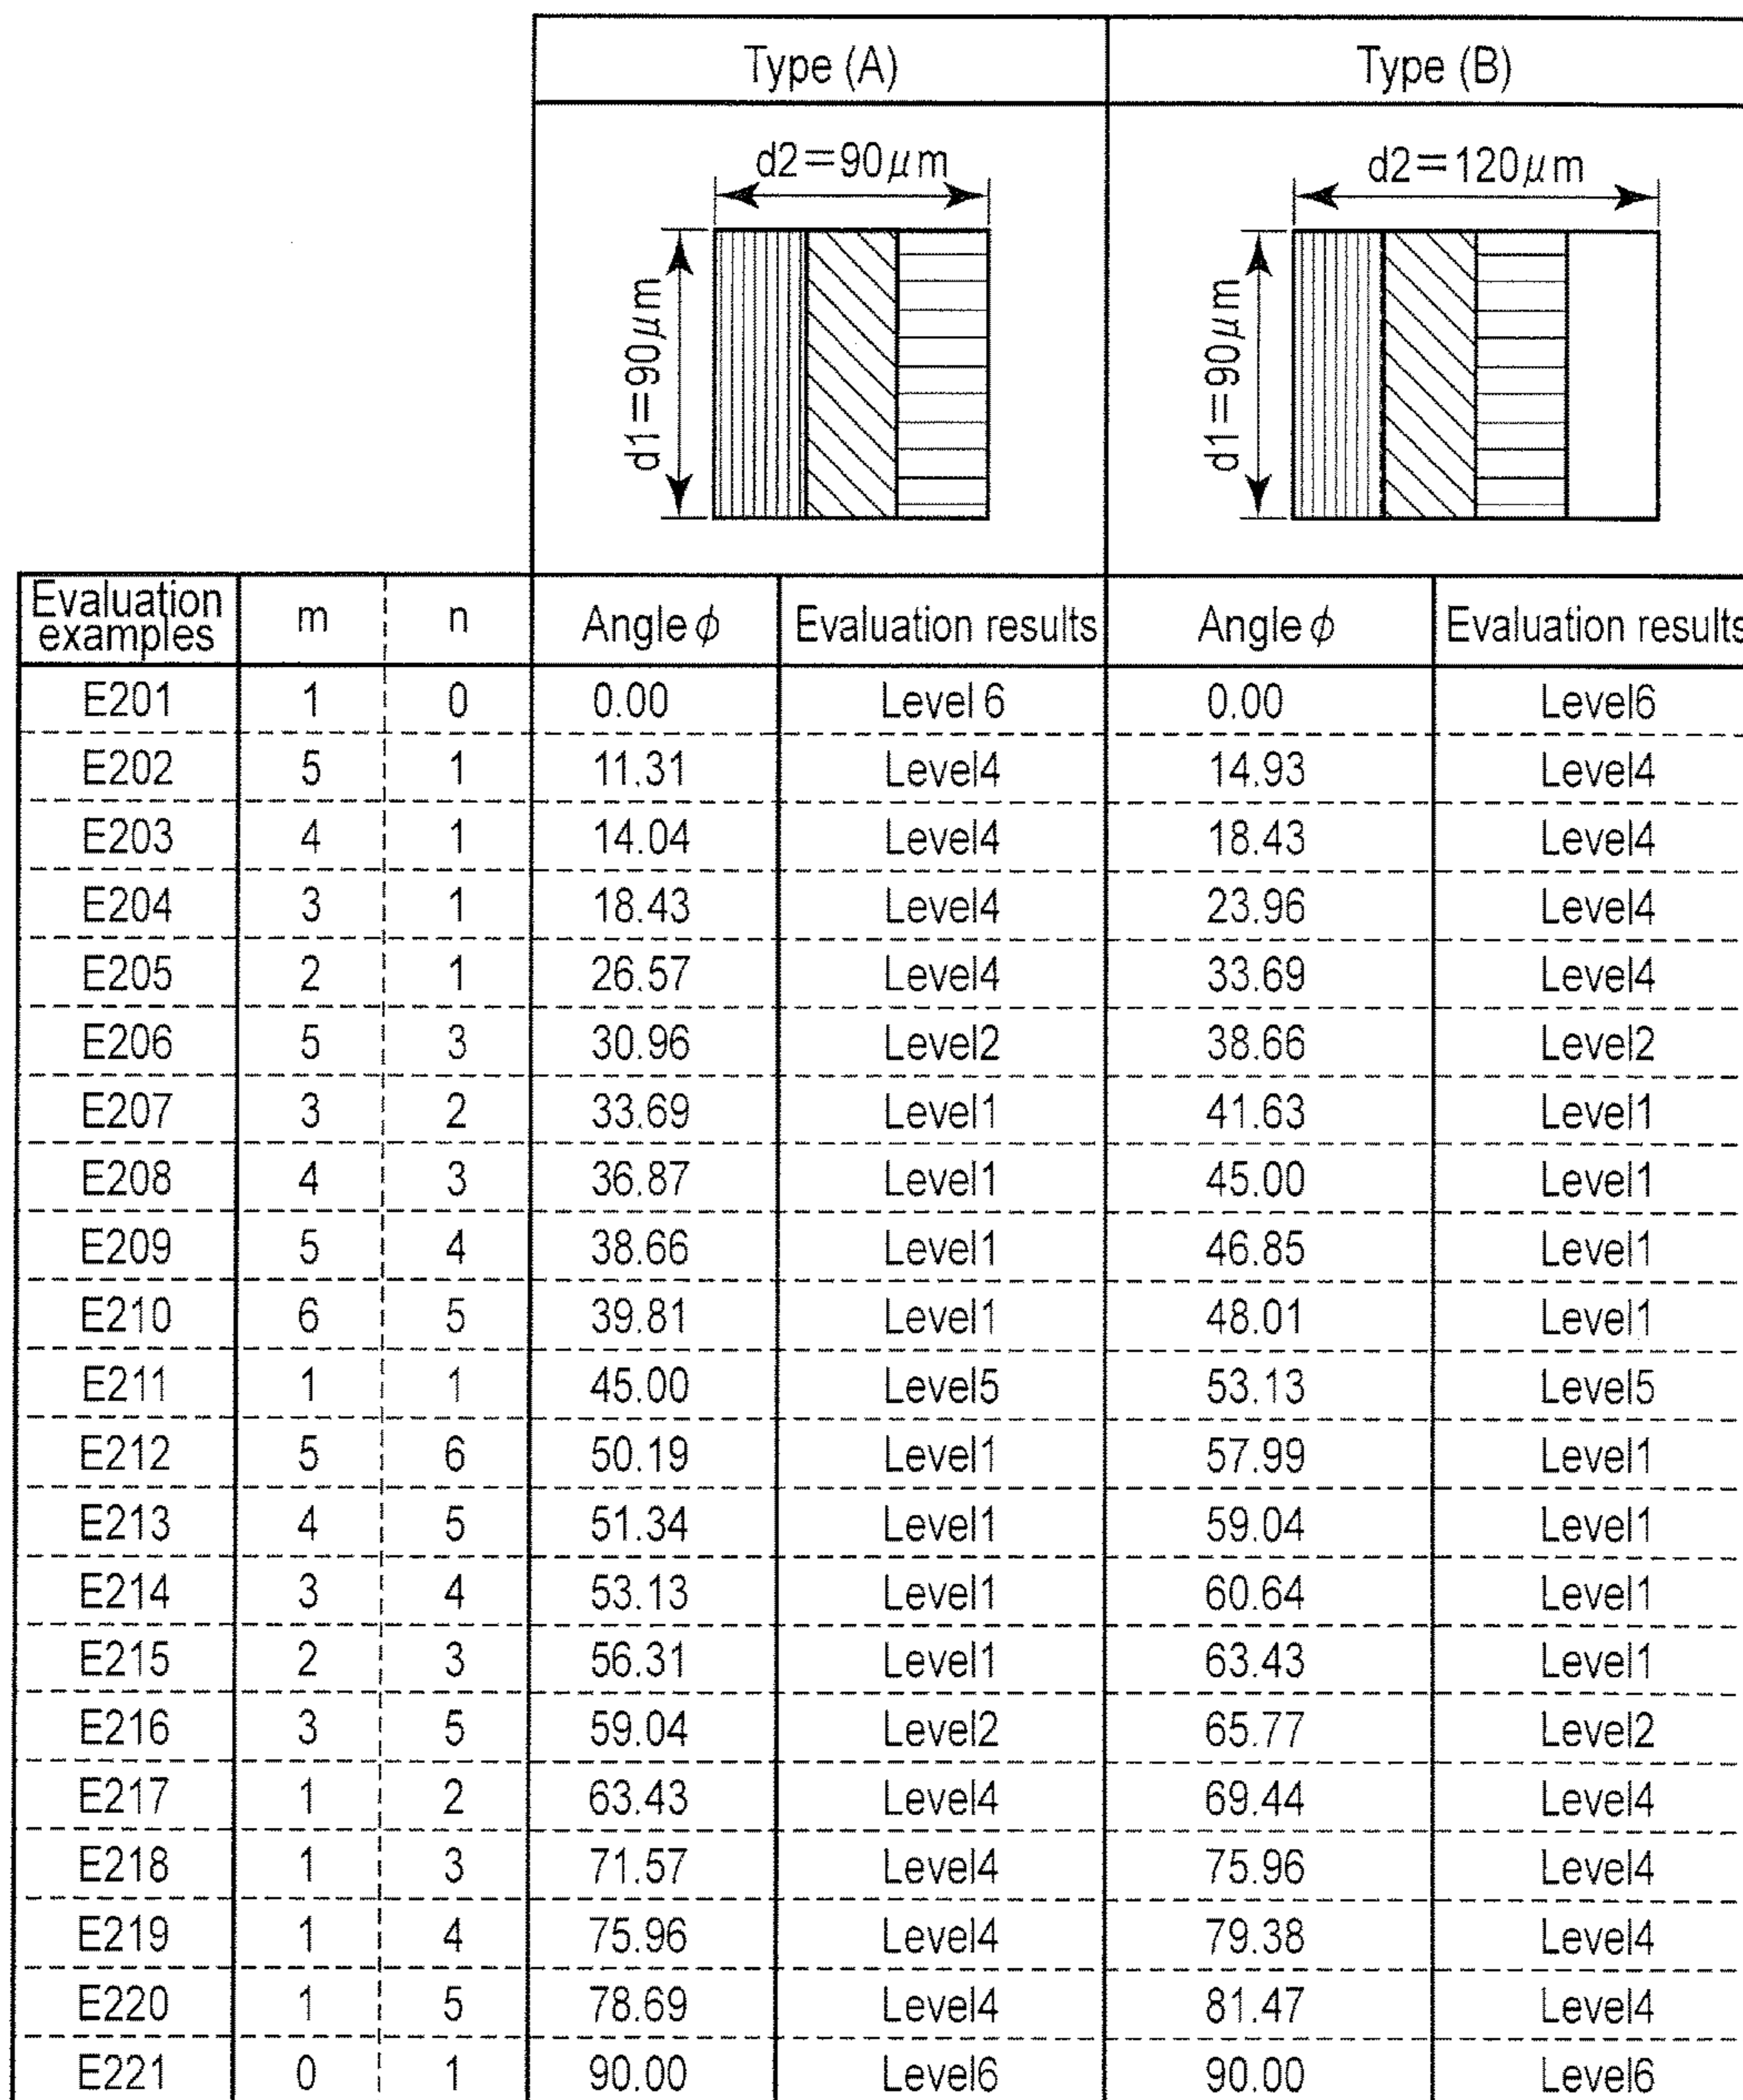 Type (A) Type (B)
d2=90μm d2=120μm
d1=90μm d1=90μm
Evaluation examples m n Angle ϕ Evaluation results Angle ϕ Evaluation results
E201 1 0 0.00 Level 6 0.00 Level6
E202 5 1 11.31 Level4 14.93 Level4
E203 4 1 14.04 Level4 18.43 Level4
E204 3 1 18.43 Level4 23.96 Level4
E205 2 1 26.57 Level4 33.69 Level4
E206 5 3 30.96 Level2 38.66 Level2
E207 3 2 33.69 Level1 41.63 Level1
E208 4 3 36.87 Level1 45.00 Level1
E209 5 4 38.66 Level1 46.85 Level1
E210 6 5 39.81 Level1 48.01 Level1
E211 1 1 45.00 Level5 53.13 Level5
E212 5 6 50.19 Level1 57.99 Level1
E213 4 5 51.34 Level1 59.04 Level1
E214 3 4 53.13 Level1 60.64 Level1
E215 2 3 56.31 Level1 63.43 Level1
E216 3 5 59.04 Level2 65.77 Level2
E217 1 2 63.43 Level4 69.44 Level4
E218 1 3 71.57 Level4 75.96 Level4
E219 1 4 75.96 Level4 79.38 Level4
E220 1 5 78.69 Level4 81.47 Level4
E221 0 1 90.00 Level6 90.00 Level6